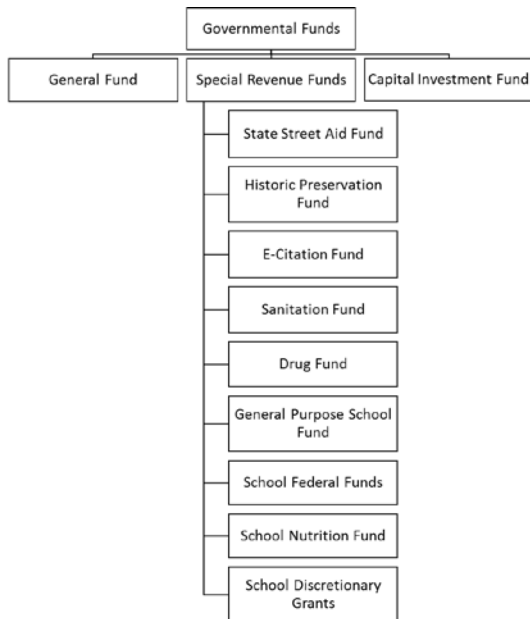 Governmental Funds
General Fund
Special Revenue Funds
Capital Investment Fund
State Street Aid Fund
Historic Preservation
Fund
E-Citation Fund
Sanitation Fund
Drug Fund
General Purpose School
Fund
School Federal Funds
School Nutrition Fund
School Discretionary
Grants